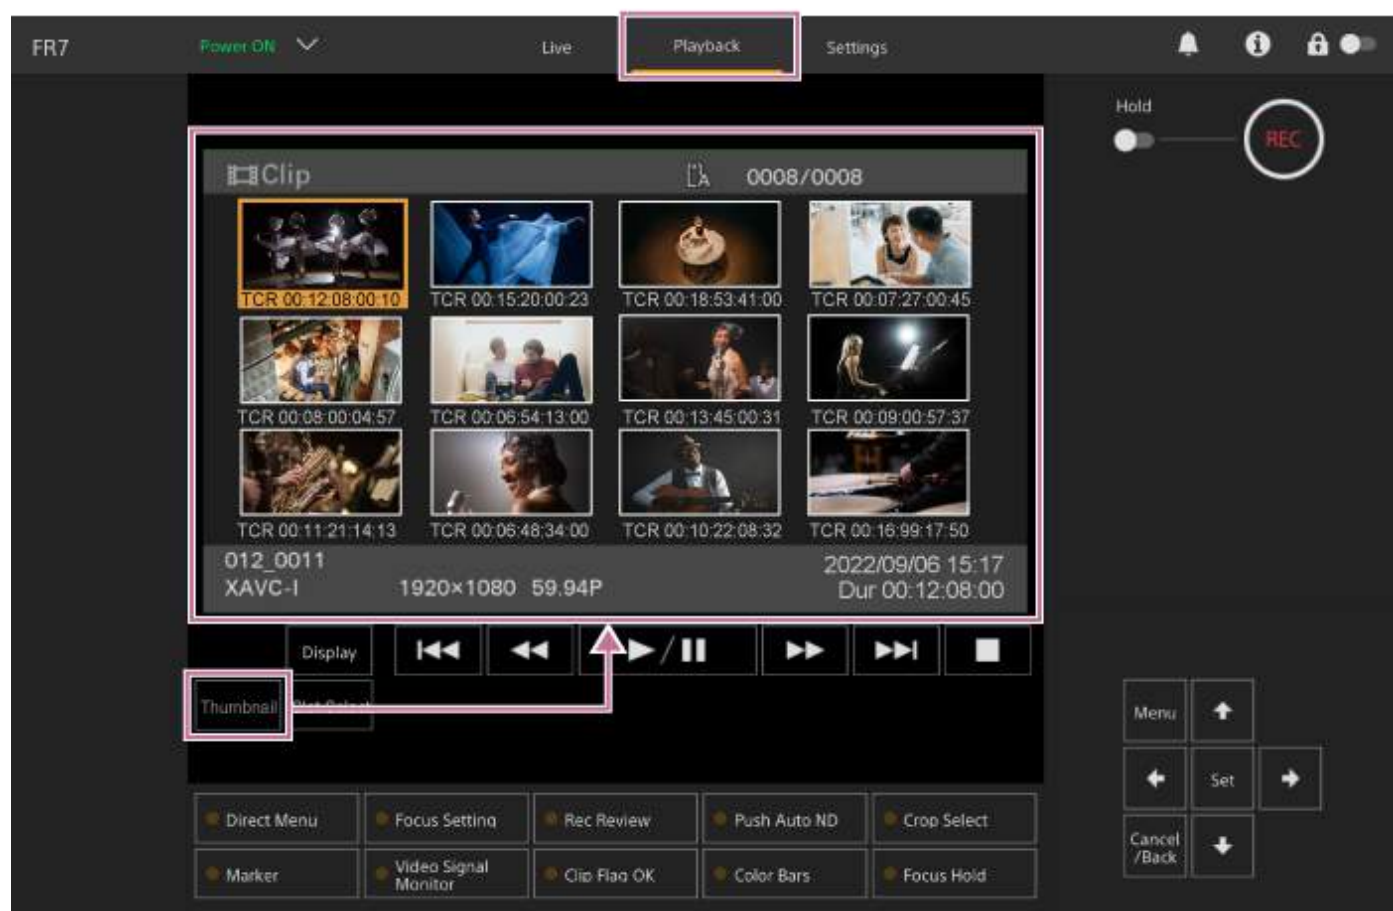 FR7
Power ON
Live
Playback
Settings
Hold
REC
Clip
A
0008/0008
TCR 00:12:08:00:10
TCR 00:15:20:00:23
TCR 00:18:53:41:00
TCR 00:07:27:00:45
TCR 00:08:00:04:57
TCR 00:06:54:13:00
TCR 00:13:45:00:31
TCR 00:09:00:57:37
TCR 00:11:21:14:13
TCR 00:06:48:34:00
TCR 00:10:22:08:32
TCR 00:16:99:17:50
012_0011
2022/09/06 15:17
XAVC-I
1920×1080 59.94P
Dur 00:12:08:00
Display
Thumbnail
Menu
Set
Cancel
/Back
Direct Menu
Focus Setting
Rec Review
Push Auto ND
Crop Select
Marker
Video Signal
Monitor
Clip Flag OK
Color Bars
Focus Hold